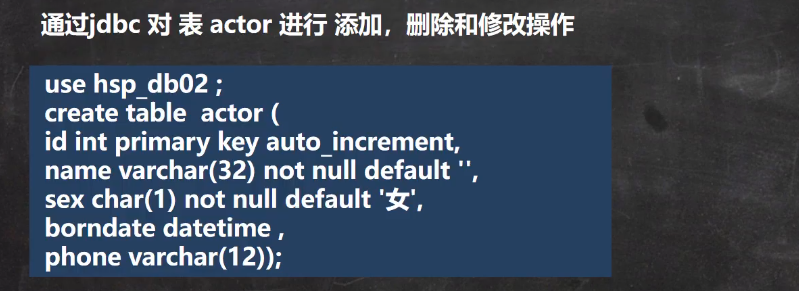 通过jdbc 对 表 actor 进行 添加，删除和修改操作
use hsp_db02 ;
create table  actor (
id int primary key auto_increment,
name varchar(32) not null default '',
sex char(1) not null default '女',
borndate datetime ,
phone varchar(12));